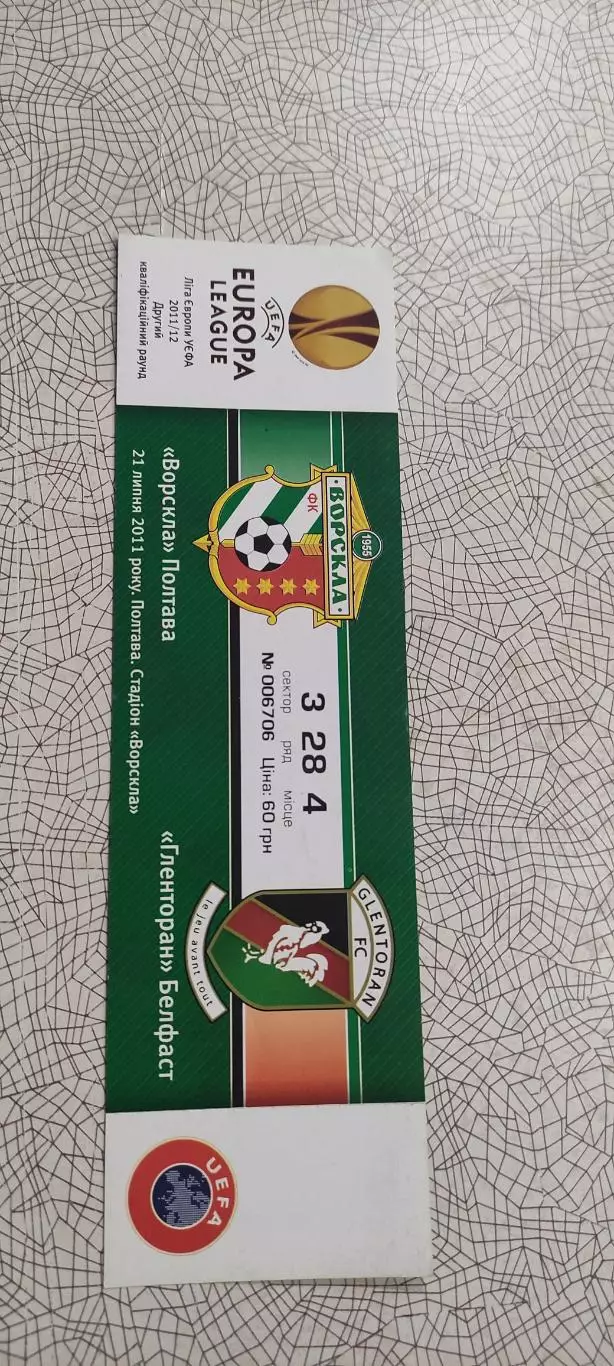 UEFA
EUROPA
LEAGUE
Ліга Європи УЄФА
2011/12
Другий
кваліфікаційний раунд
ФК
ВОРСКЛА
1955
3 28 4
сектор ряд місце
№ 006706 Ціна: 60 грн
GLENTORAN
FC
le jeu avant tout
«Ворскла» Полтава «Гленторан» Белфаст
21 липня 2011 року. Полтава. Стадіон «Ворскла»
UEFA